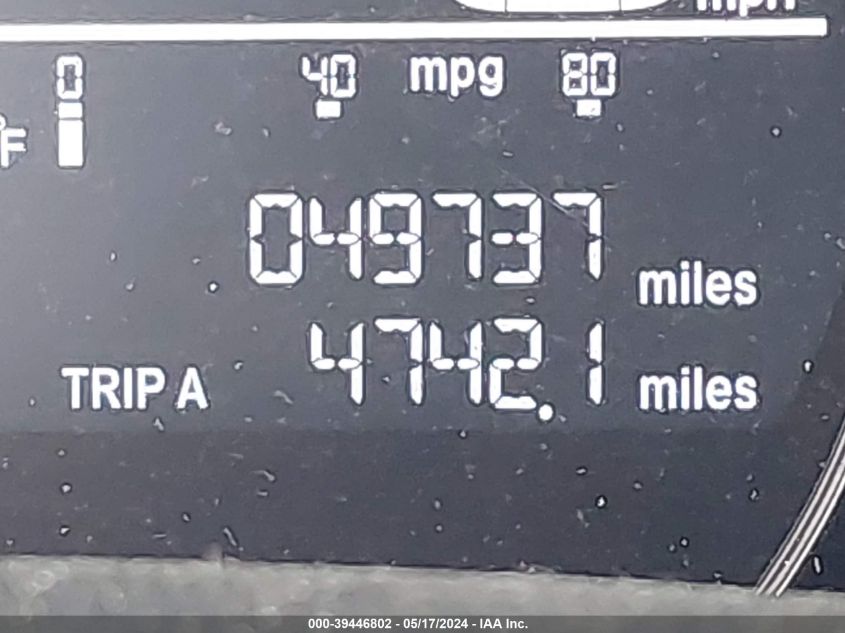 mph
0 40 mpg 80
°F
049737 miles
TRIP A 4742.1 miles
000-39446802 - 05/17/2024 - IAA Inc.